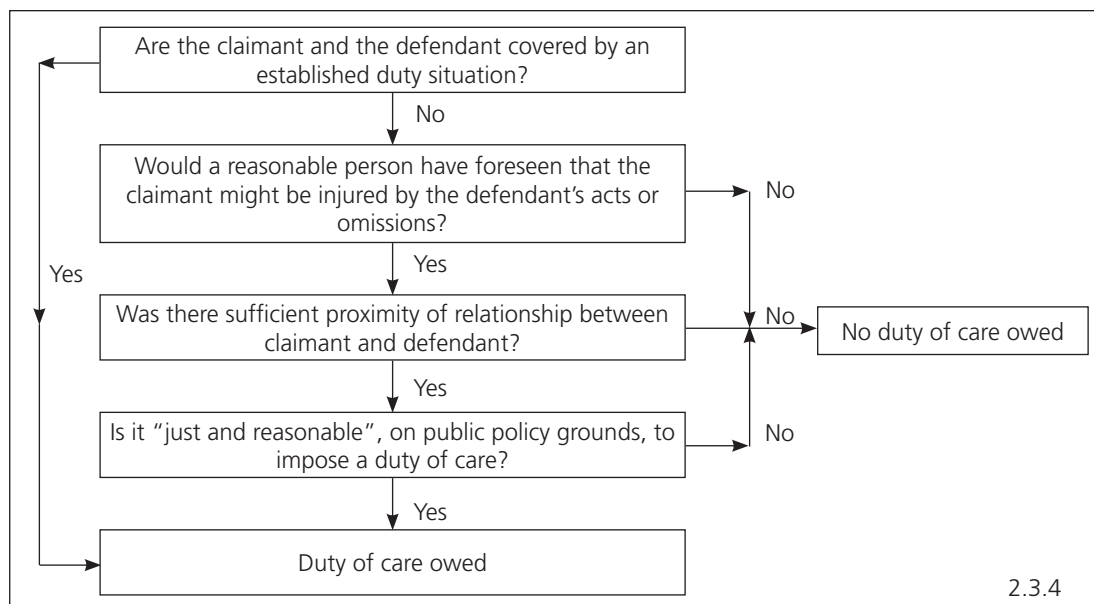 Are the claimant and the defendant covered by an
established duty situation?
No
Would a reasonable person have foreseen that the
claimant might be injured by the defendant’s acts or
omissions?
No
Yes
Yes
Was there sufficient proximity of relationship between
claimant and defendant?
No
No duty of care owed
Yes
Is it “just and reasonable”, on public policy grounds, to
impose a duty of care?
No
Yes
Duty of care owed
2.3.4